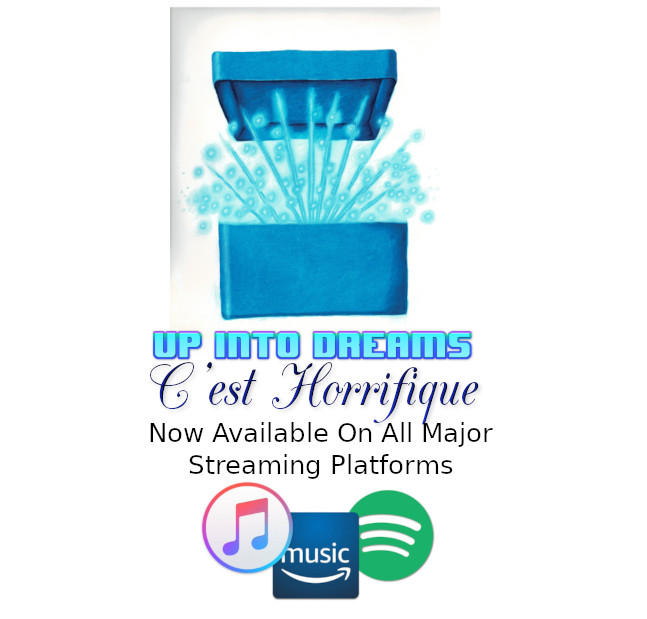 UP INTO DREAMS
C'est Horrifique
Now Available On All Major
Streaming Platforms
music